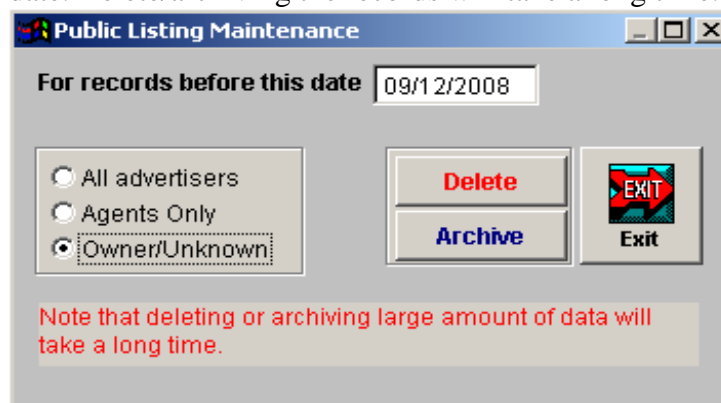 Public Listing Maintenance
For records before this date 09/12/2008
All advertisers
Agents Only
Owner/Unknown
Delete
Archive
EXIT
Exit
Note that deleting or archiving large amount of data will
take a long time.